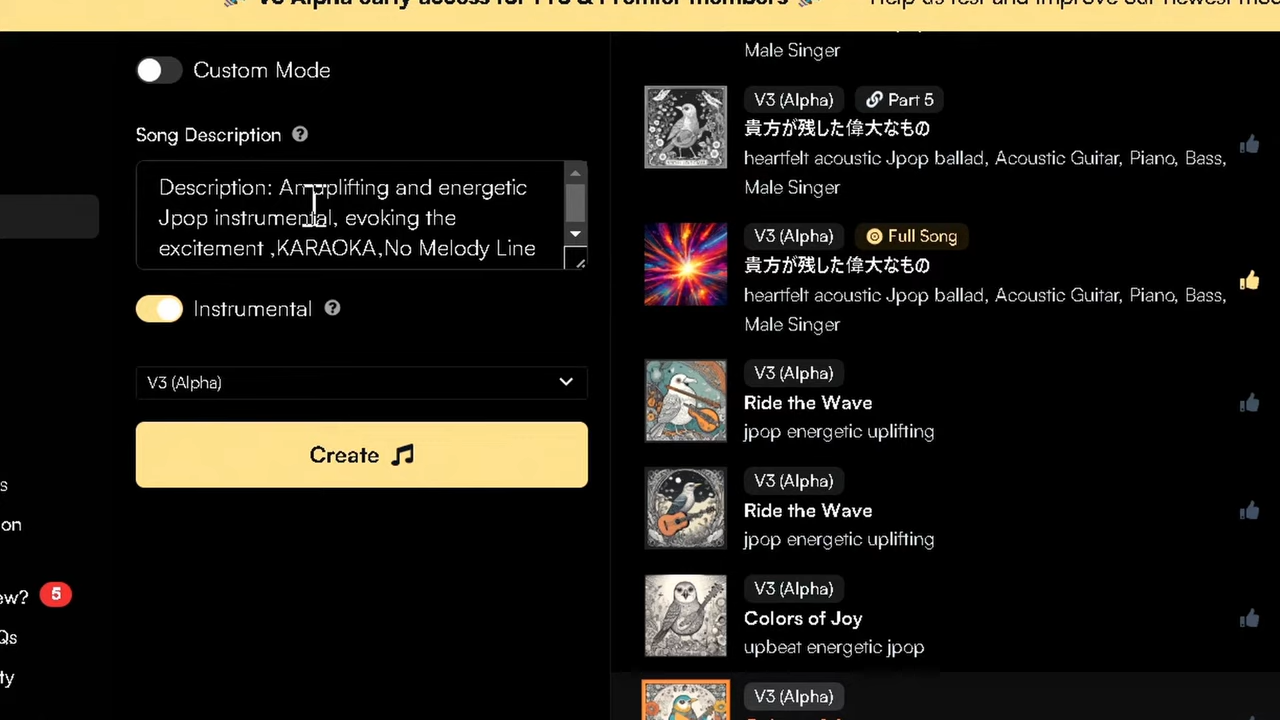 V3 Alpha early access for Pro & Premier members
Help us test and improve our newest
Custom Mode
Song Description
Description: An uplifting and energetic
Jpop instrumental, evoking the
excitement ,KARAOKA,No Melody Line
Instrumental
V3 (Alpha)
Create
on
ew?
5
Qs
ty
Male Singer
V3 (Alpha)
Part 5
貴方が残した偉大なもの
heartfelt acoustic Jpop ballad, Acoustic Guitar, Piano, Bass,
Male Singer
V3 (Alpha)
Full Song
貴方が残した偉大なもの
heartfelt acoustic Jpop ballad, Acoustic Guitar, Piano, Bass,
Male Singer
V3 (Alpha)
Ride the Wave
jpop energetic uplifting
V3 (Alpha)
Ride the Wave
jpop energetic uplifting
V3 (Alpha)
Colors of Joy
upbeat energetic jpop
V3 (Alpha)